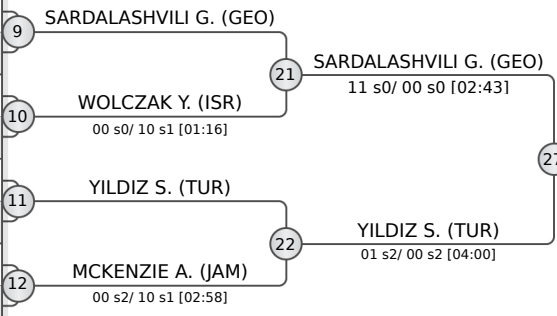 9
SARDALASHVILI G. (GEO)
21
SARDALASHVILI G. (GEO)
11 s0/ 00 s0 [02:43]
10
WOLCZAK Y. (ISR)
00 s0/ 10 s1 [01:16]
27
11
YILDIZ S. (TUR)
22
YILDIZ S. (TUR)
01 s2/ 00 s2 [04:00]
12
MCKENZIE A. (JAM)
00 s2/ 10 s1 [02:58]